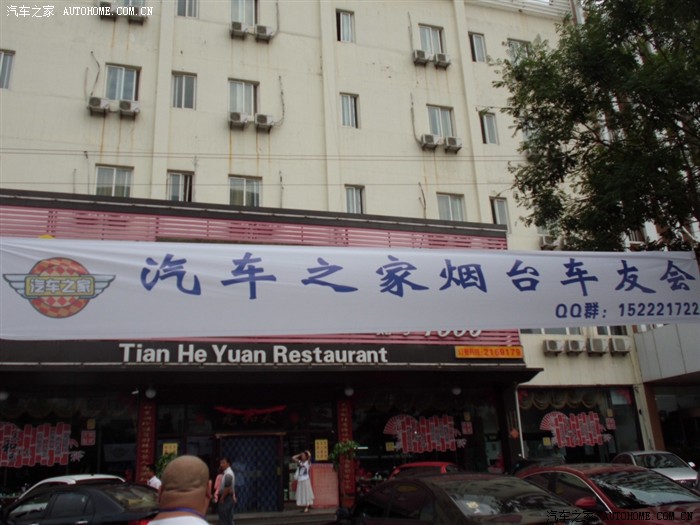 汽车之家 AUTOHOME.COM.CN
汽车之家烟台车友会
汽车之家
QQ群：152221722
Tian He Yuan Restaurant
2169179
汽车之家 AUTOHOME.COM.CN